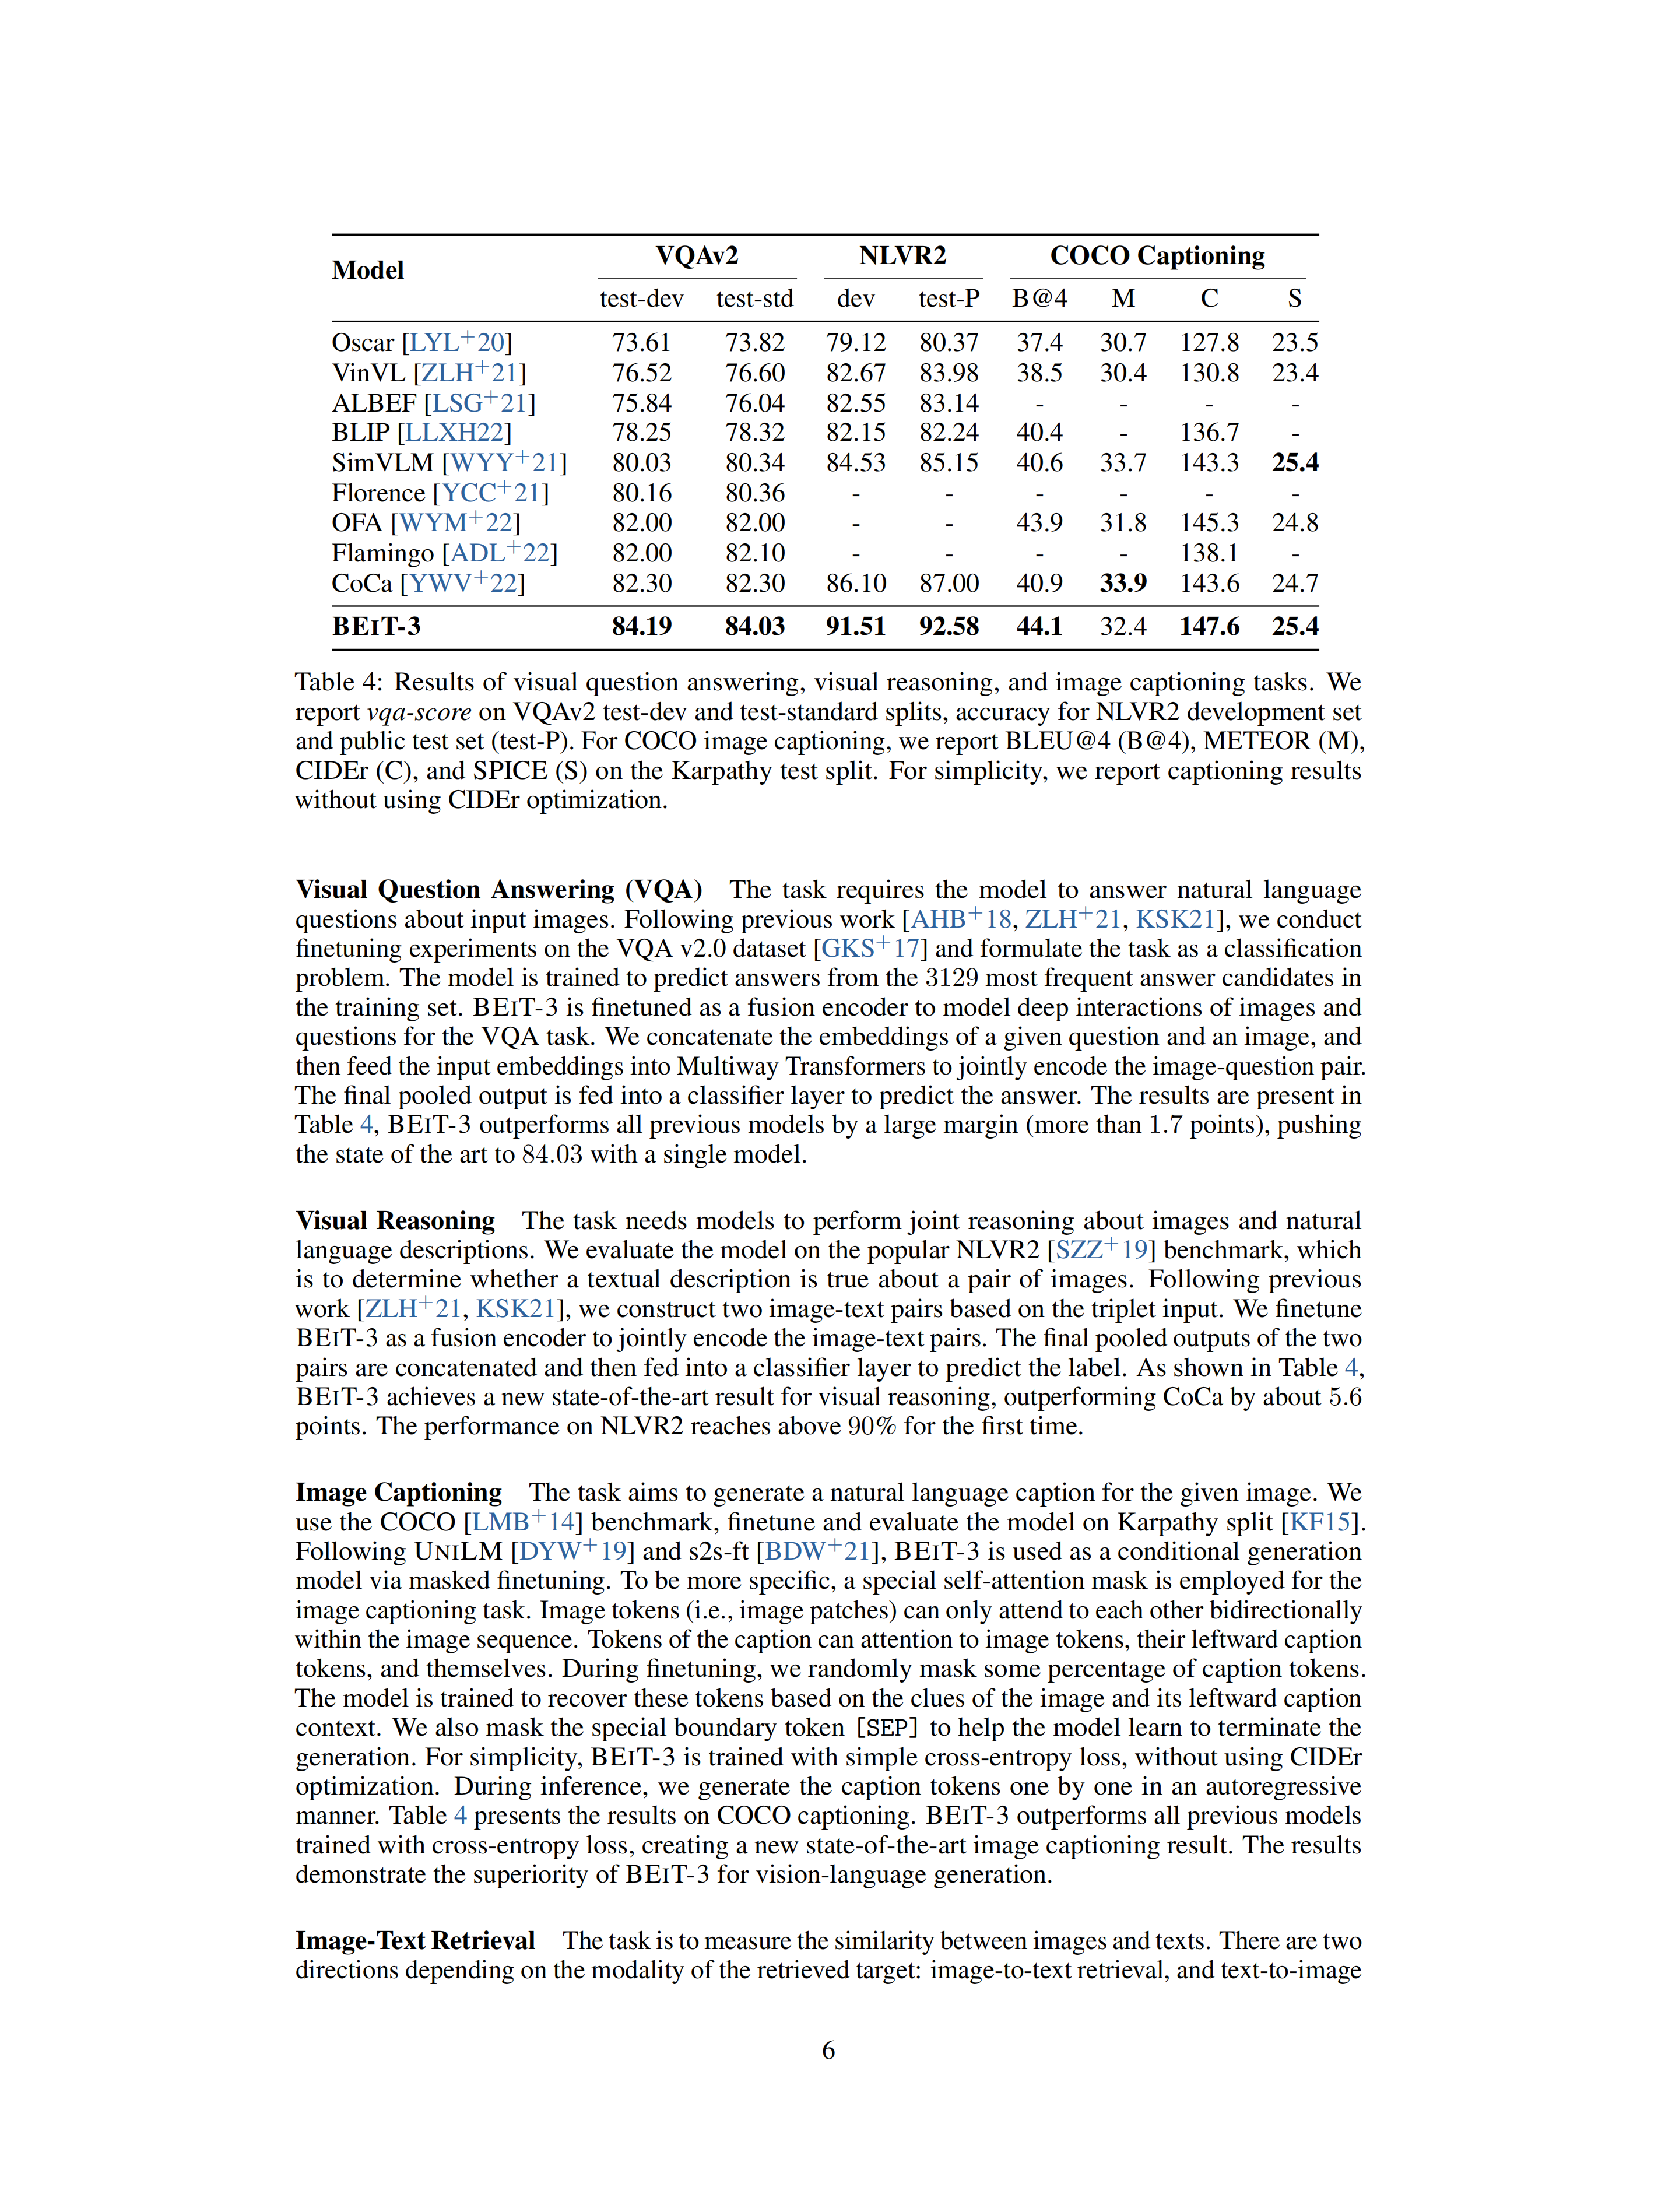 Model VQAv2 NLVR2 COCO Captioning
test-dev test-std dev test-P B@4 M C S
Oscar [LYL+20] 73.61 73.82 79.12 80.37 37.4 30.7 127.8 23.5
VinVL [ZLH+21] 76.52 76.60 82.67 83.98 38.5 30.4 130.8 23.4
ALBEF [LSG+21] 75.84 76.04 82.55 83.14 - - - -
BLIP [LLXH22] 78.25 78.32 82.15 82.24 40.4 - 136.7 -
SimVLM [WYY+21] 80.03 80.34 84.53 85.15 40.6 33.7 143.3 25.4
Florence [YCC+21] 80.16 80.36 - - - - - -
OFA [WYM+22] 82.00 82.00 - - 43.9 31.8 145.3 24.8
Flamingo [ADL+22] 82.00 82.10 - - - - 138.1 -
CoCa [YWV+22] 82.30 82.30 86.10 87.00 40.9 33.9 143.6 24.7
BEIT-3 84.19 84.03 91.51 92.58 44.1 32.4 147.6 25.4
Table 4: Results of visual question answering, visual reasoning, and image captioning tasks. We
report vqa-score on VQAv2 test-dev and test-standard splits, accuracy for NLVR2 development set
and public test set (test-P). For COCO image captioning, we report BLEU@4 (B@4), METEOR (M),
CIDEr (C), and SPICE (S) on the Karpathy test split. For simplicity, we report captioning results
without using CIDEr optimization.
Visual Question Answering (VQA) The task requires the model to answer natural language
questions about input images. Following previous work [AHB+18, ZLH+21, KSK21], we conduct
finetuning experiments on the VQA v2.0 dataset [GKS+17] and formulate the task as a classification
problem. The model is trained to predict answers from the 3129 most frequent answer candidates in
the training set. BEIT-3 is finetuned as a fusion encoder to model deep interactions of images and
questions for the VQA task. We concatenate the embeddings of a given question and an image, and
then feed the input embeddings into Multiway Transformers to jointly encode the image-question pair.
The final pooled output is fed into a classifier layer to predict the answer. The results are present in
Table 4, BEIT-3 outperforms all previous models by a large margin (more than 1.7 points), pushing
the state of the art to 84.03 with a single model.
Visual Reasoning The task needs models to perform joint reasoning about images and natural
language descriptions. We evaluate the model on the popular NLVR2 [SZZ+19] benchmark, which
is to determine whether a textual description is true about a pair of images. Following previous
work [ZLH+21, KSK21], we construct two image-text pairs based on the triplet input. We finetune
BEIT-3 as a fusion encoder to jointly encode the image-text pairs. The final pooled outputs of the two
pairs are concatenated and then fed into a classifier layer to predict the label. As shown in Table 4,
BEIT-3 achieves a new state-of-the-art result for visual reasoning, outperforming CoCa by about 5.6
points. The performance on NLVR2 reaches above 90% for the first time.
Image Captioning The task aims to generate a natural language caption for the given image. We
use the COCO [LMB+14] benchmark, finetune and evaluate the model on Karpathy split [KF15].
Following UNILM [DYW+19] and s2s-ft [BDW+21], BEIT-3 is used as a conditional generation
model via masked finetuning. To be more specific, a special self-attention mask is employed for the
image captioning task. Image tokens (i.e., image patches) can only attend to each other bidirectionally
within the image sequence. Tokens of the caption can attention to image tokens, their leftward caption
tokens, and themselves. During finetuning, we randomly mask some percentage of caption tokens.
The model is trained to recover these tokens based on the clues of the image and its leftward caption
context. We also mask the special boundary token [SEP] to help the model learn to terminate the
generation. For simplicity, BEIT-3 is trained with simple cross-entropy loss, without using CIDEr
optimization. During inference, we generate the caption tokens one by one in an autoregressive
manner. Table 4 presents the results on COCO captioning. BEIT-3 outperforms all previous models
trained with cross-entropy loss, creating a new state-of-the-art image captioning result. The results
demonstrate the superiority of BEIT-3 for vision-language generation.
Image-Text Retrieval The task is to measure the similarity between images and texts. There are two
directions depending on the modality of the retrieved target: image-to-text retrieval, and text-to-image
6